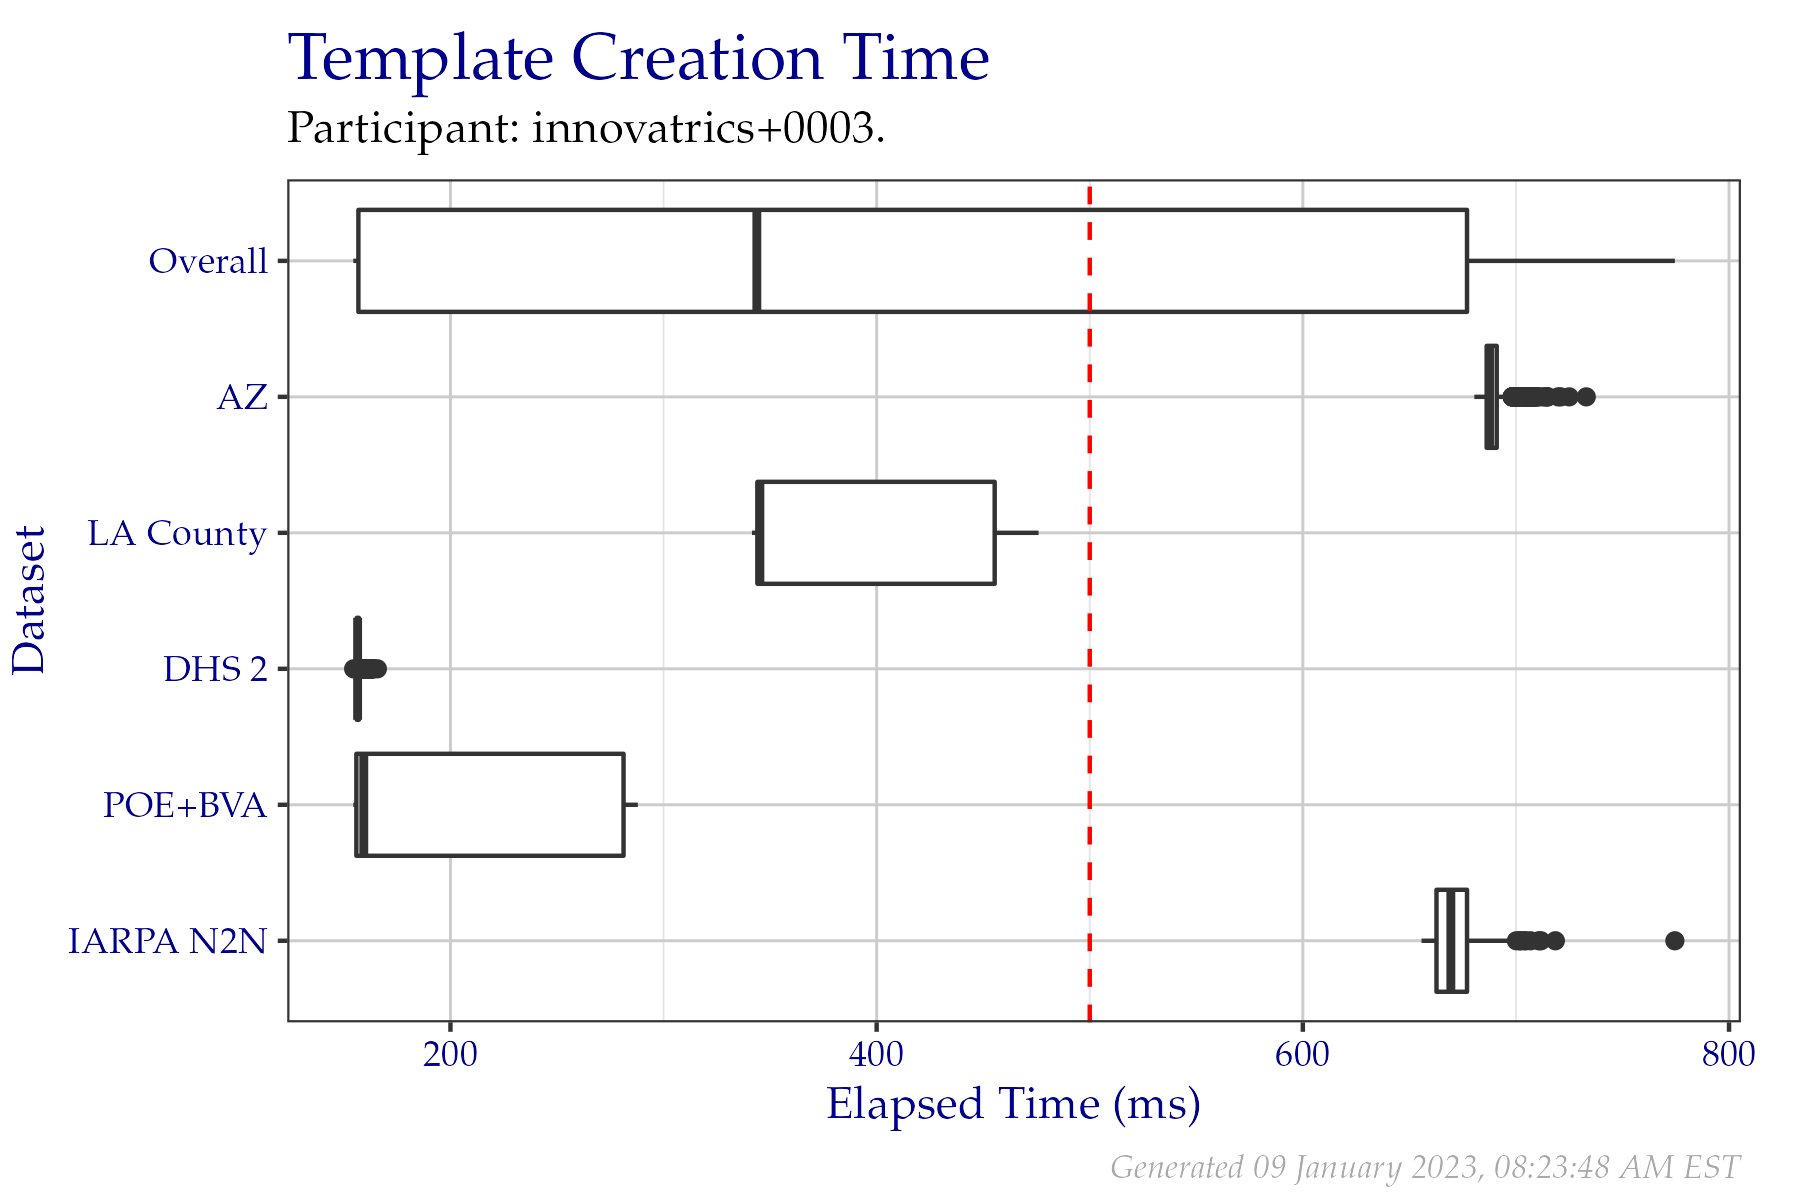 Template Creation Time
Participant: innovatrics+0003.
Dataset
Overall
AZ
LA County
DHS 2
POE+BVA
IARPA N2N
200 400 600 800
Elapsed Time (ms)
Generated 09 January 2023, 08:23:48 AM EST